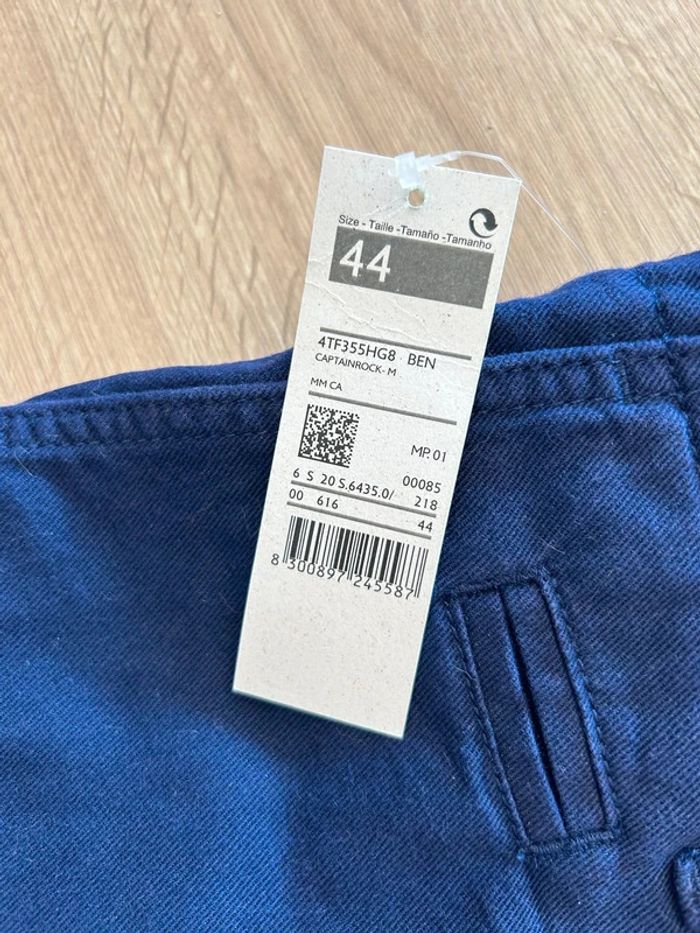 Size - Taille -Tamaño -Tamanho
44
4TF355HG8 BEN
CAPTAINROCK- M
MM CA
MP. 01
00085
6 S 20 S.6435.0/ 218
00 616 44
8 300897 245587